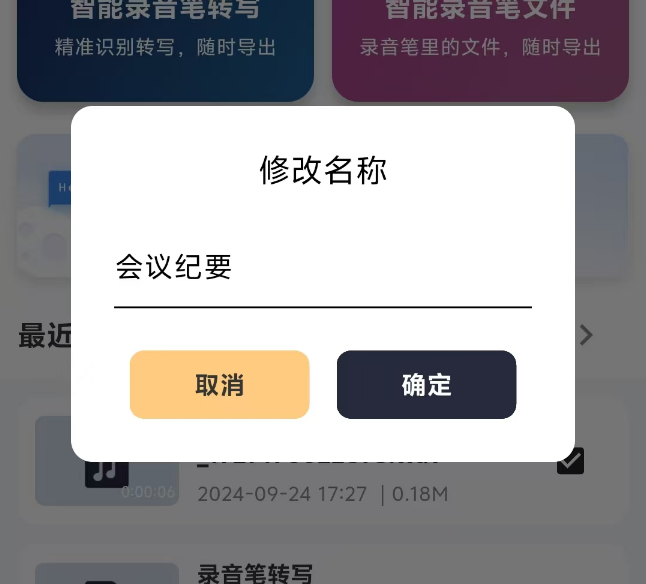 智能录音笔转写
智能录音笔文件
精准识别转写，随时导出
录音笔里的文件，随时导出
修改名称
会议纪要
最近
取消
确定
0:00:06
2024-09-24 17:27 | 0.18M
录音笔转写